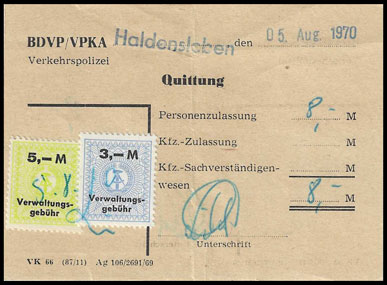 BDVP/VPKA Haldensleben den 05. Aug. 1970
Verkehrspolizei
Quittung
Personenzulassung 8,- M
Kfz.-Zulassung M
Kfz.-Sachverständigen-
wesen M
8,- M
5,- M
Verwaltungs-
gebühr
3,- M
Verwaltungs-
gebühr
Unterschrift
VK 66 (87/11) Ag 106/2691/69